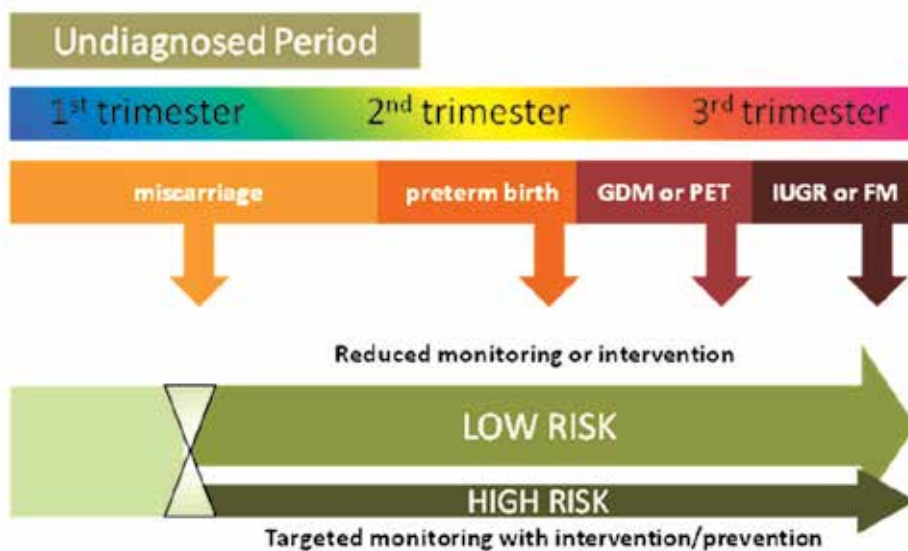 Undiagnosed Period
1st trimester 2nd trimester 3rd trimester
miscarriage preterm birth GDM or PET IUGR or FM
Reduced monitoring or intervention
LOW RISK
HIGH RISK
Targeted monitoring with intervention/prevention